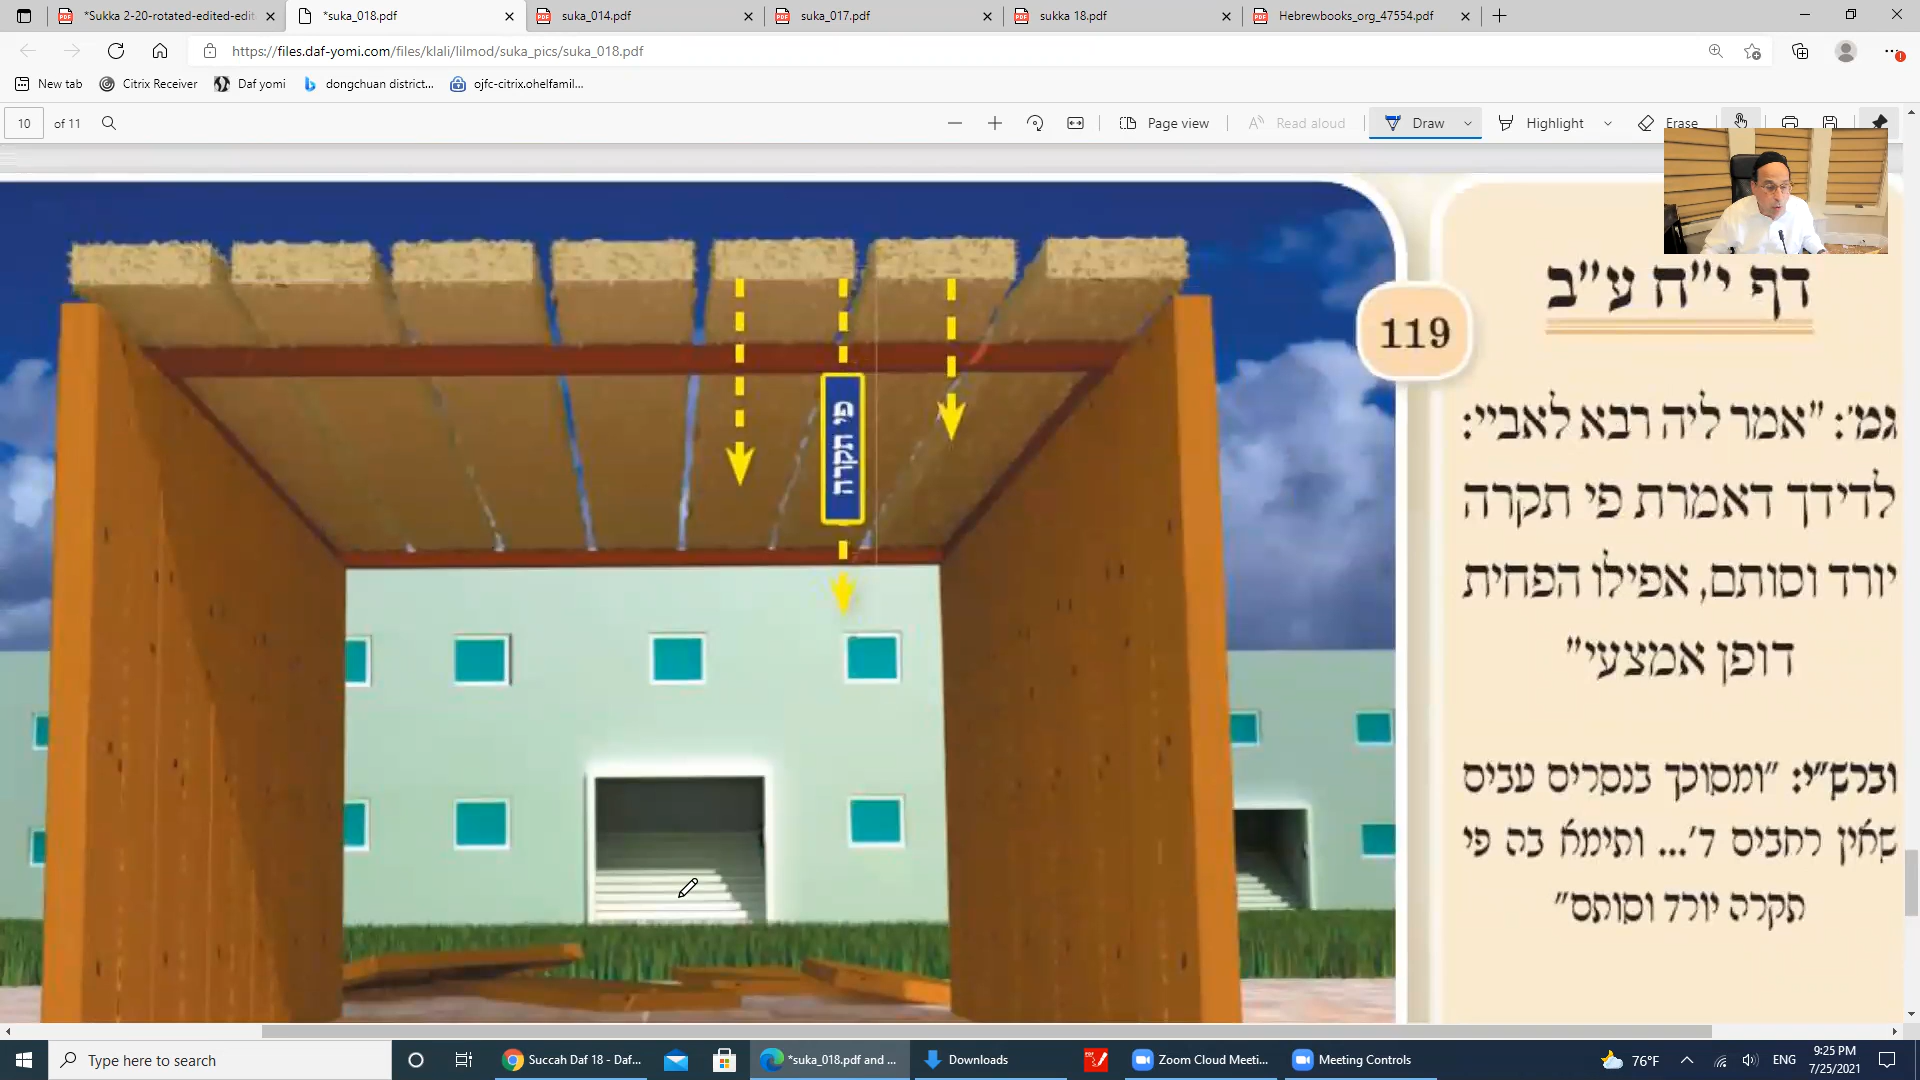 *Sukka 2-20-rotated-edited-edit
*suka_018.pdf
suka_014.pdf
suka_017.pdf
sukka 18.pdf
Hebrewbooks_org_47554.pdf
https://files.daf-yomi.com/files/klali/lilmod/suka_pics/suka_018.pdf
New tab
Citrix Receiver
Daf yomi
dongchuan district...
ojfc-citrix.ohelfamil...
10 of 11
Page view
Read aloud
Draw
Highlight
Erase
דף י"ח ע"ב
119
גמ': "אמר ליה רבא לאביי:
לדידך דאמרת פי תקרה
יורד וסותם, אפילו הפחית
דופן אמצעי"
וברש"י: "ומסוכך בנסרים עבים
שאין רחבים ד'... ותימא בה פי
תקרה יורד וסותם"
פי תקרה
Type here to search
Succah Daf 18 - Daf...
*suka_018.pdf and ...
Downloads
Zoom Cloud Meeti...
Meeting Controls
76°F
ENG
9:25 PM
7/25/2021